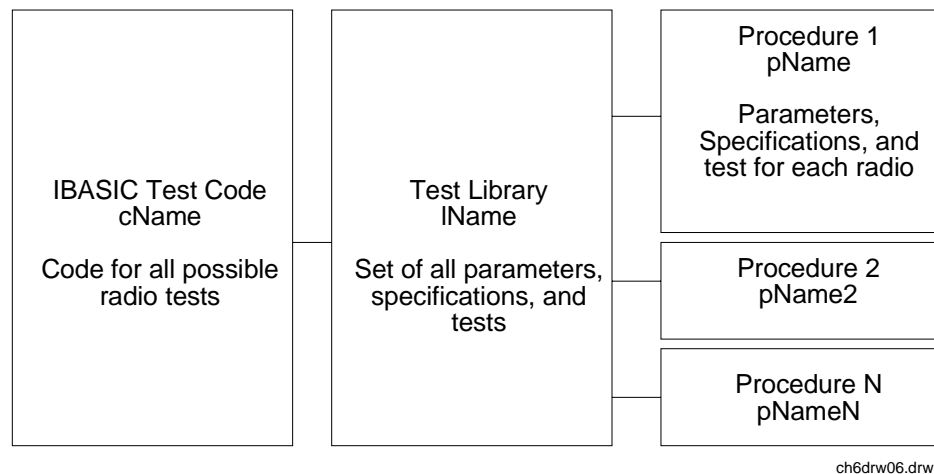 IBASIC Test Code
cName
Code for all possible
radio tests
Test Library
lName
Set of all parameters,
specifications, and
tests
Procedure 1
pName
Parameters,
Specifications, and
test for each radio
Procedure 2
pName2
Procedure N
pNameN
ch6drw06.drw